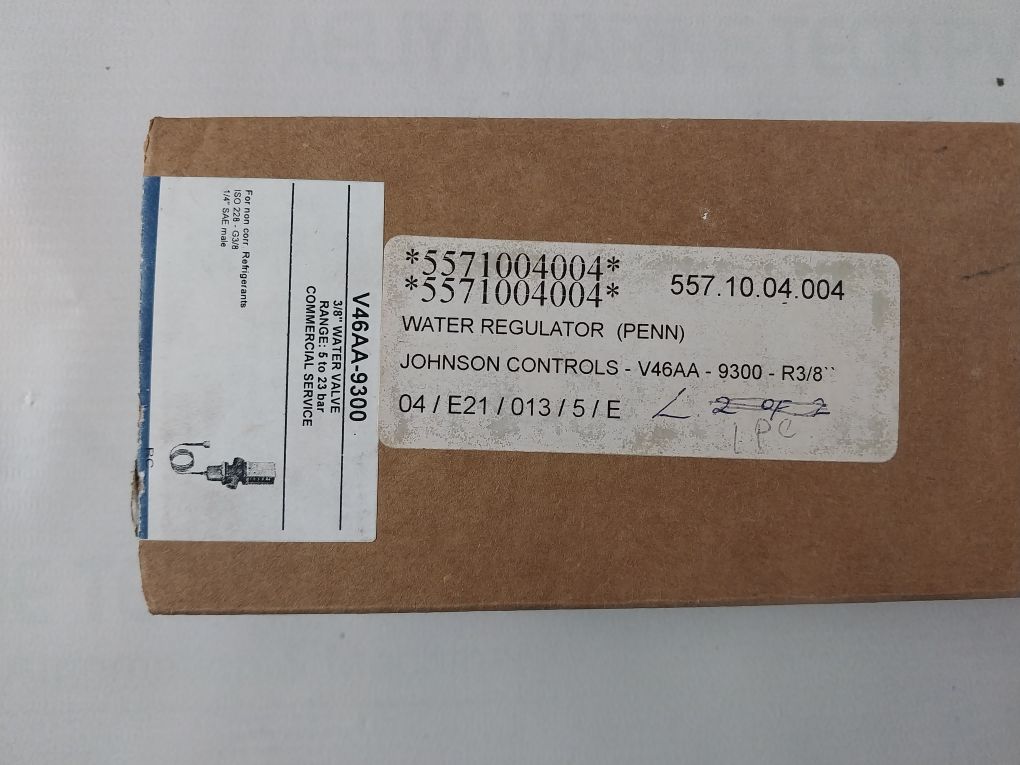 V46AA-9300
3/8" WATER VALVE
RANGE: 5 to 23 bar
COMMERCIAL SERVICE
For non corr. Refrigerants
ISO 228 - G3/8
1/4" SAE male
*5571004004*
*5571004004*
557.10.04.004
WATER REGULATOR (PENN)
JOHNSON CONTROLS - V46AA - 9300 - R3/8``
04 / E21 / 013 / 5 / E
1 PC